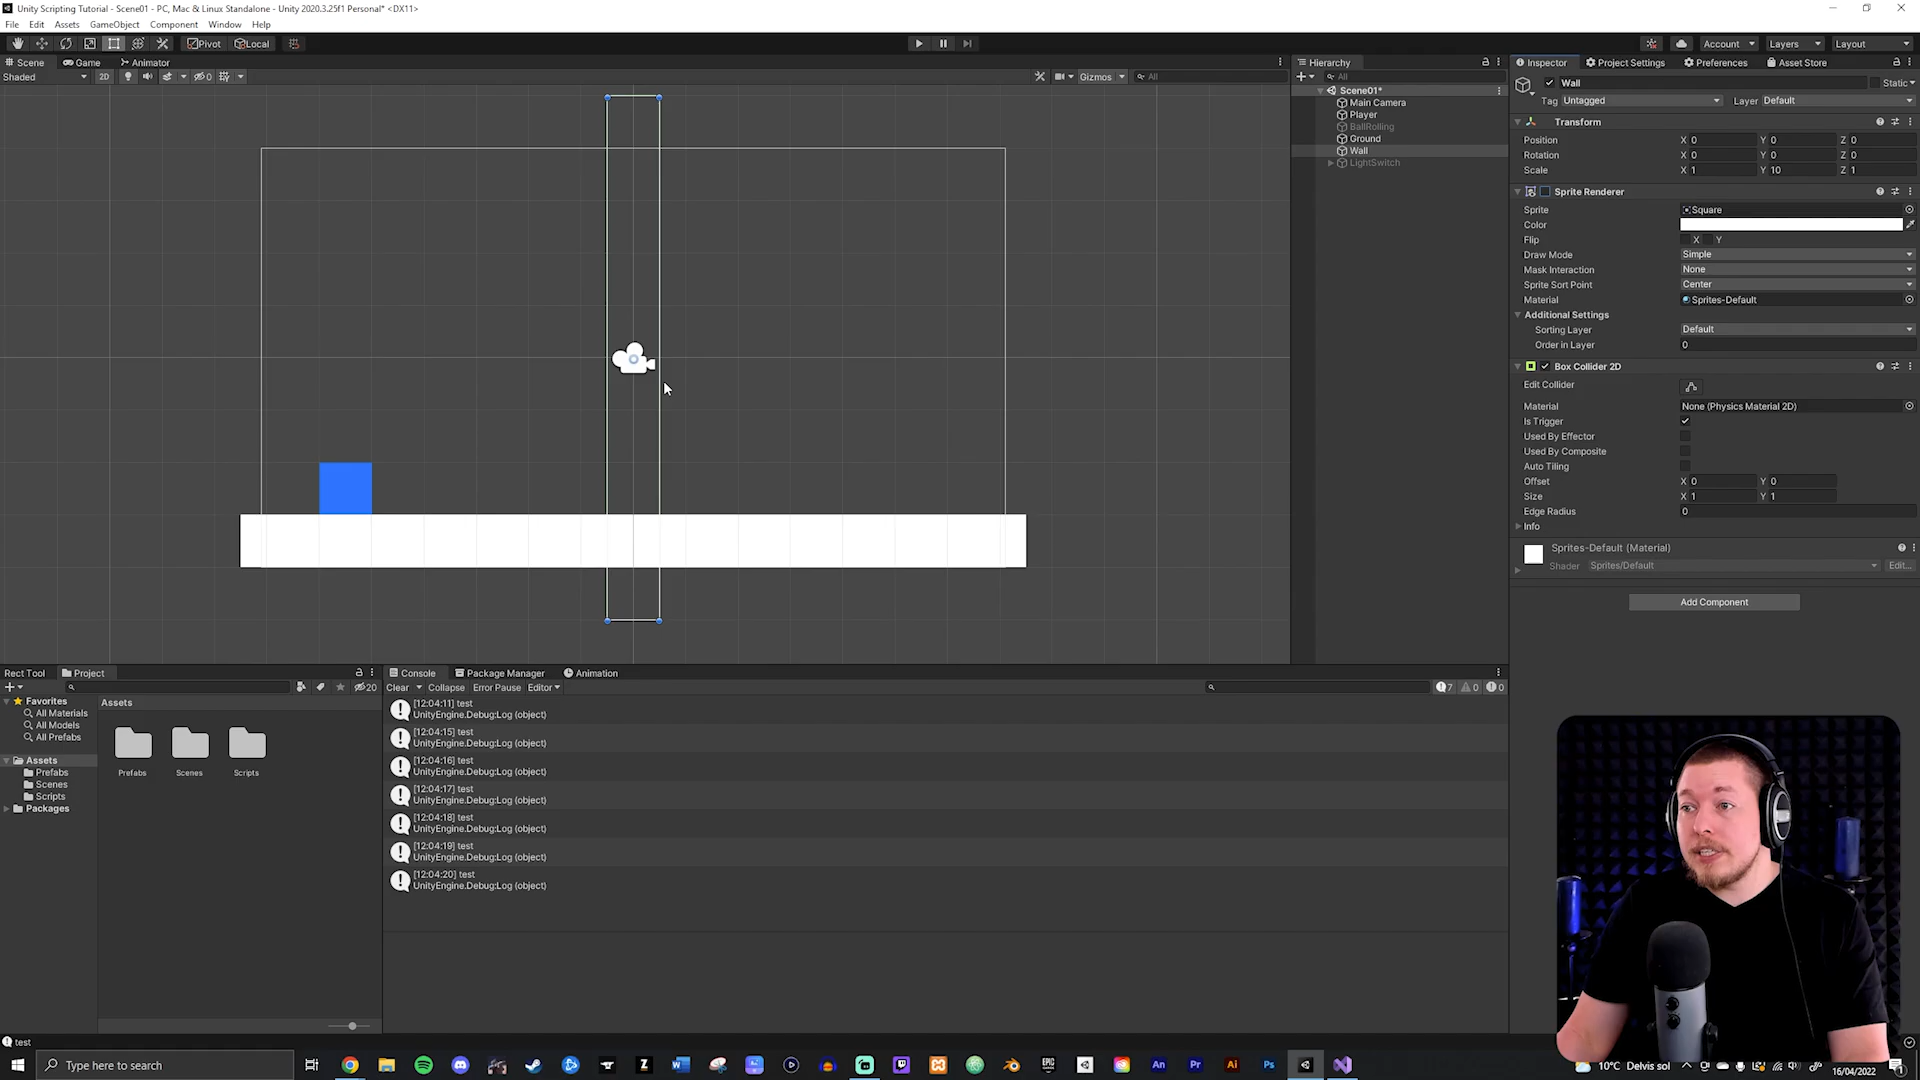 Unity Scripting Tutorial - Scene01 - PC, Mac & Linux Standalone - Unity 2020.3.25f1 Personal* <DX11>
File Edit Assets GameObject Component Window Help
Pivot Local Account Layers Layout
Scene Game Animator
Shaded 2D 0 Gizmos All
Hierarchy
All
Scene01*
Main Camera
Player
BallRolling
Ground
Wall
LightSwitch
Inspector Project Settings Preferences Asset Store
Wall Static
Tag Untagged Layer Default
Transform
Position X 0 Y 0 Z 0
Rotation X 0 Y 0 Z 0
Scale X 1 Y 10 Z 1
Sprite Renderer
Sprite Square
Color
Flip X Y
Draw Mode Simple
Mask Interaction None
Sprite Sort Point Center
Material Sprites-Default
Additional Settings
Sorting Layer Default
Order in Layer 0
Box Collider 2D
Edit Collider
Material None (Physics Material 2D)
Is Trigger
Used By Effector
Used By Composite
Auto Tiling
Offset X 0 Y 0
Size X 1 Y 1
Edge Radius 0
Info
Sprites-Default (Material)
Shader Sprites/Default Edit...
Add Component
Rect Tool Project
20
Favorites
All Materials
All Models
All Prefabs
Assets
Prefabs
Scenes
Scripts
Packages
Assets
Prefabs Scenes Scripts
Console Package Manager Animation
Clear Collapse Error Pause Editor 7 0 0
[12:04:11] test
UnityEngine.Debug:Log (object)
[12:04:15] test
UnityEngine.Debug:Log (object)
[12:04:16] test
UnityEngine.Debug:Log (object)
[12:04:17] test
UnityEngine.Debug:Log (object)
[12:04:18] test
UnityEngine.Debug:Log (object)
[12:04:19] test
UnityEngine.Debug:Log (object)
[12:04:20] test
UnityEngine.Debug:Log (object)
test
Type here to search
Z W EPIC An Pr Ai Ps
10°C Delvis sol
16/04/2022